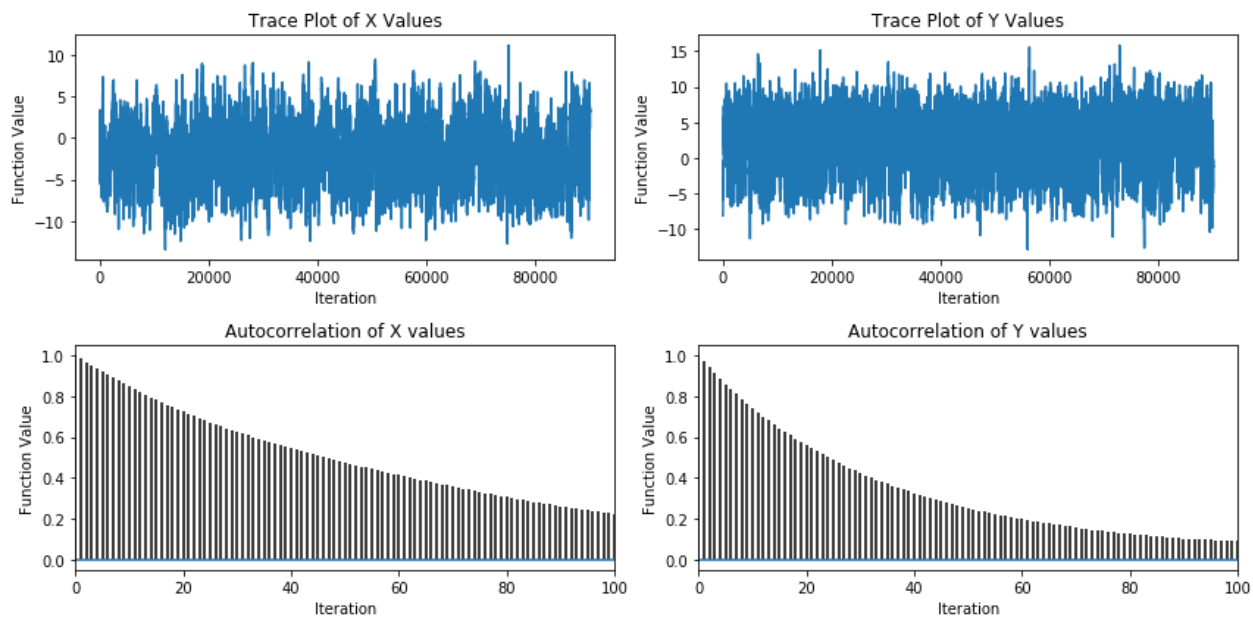 Trace Plot of X Values
Function Value
10
5
0
−5
−10
0 20000 40000 60000 80000
Iteration
Trace Plot of Y Values
Function Value
15
10
5
0
−5
−10
0 20000 40000 60000 80000
Iteration
Autocorrelation of X values
Function Value
1.0
0.8
0.6
0.4
0.2
0.0
0 20 40 60 80 100
Iteration
Autocorrelation of Y values
Function Value
1.0
0.8
0.6
0.4
0.2
0.0
0 20 40 60 80 100
Iteration